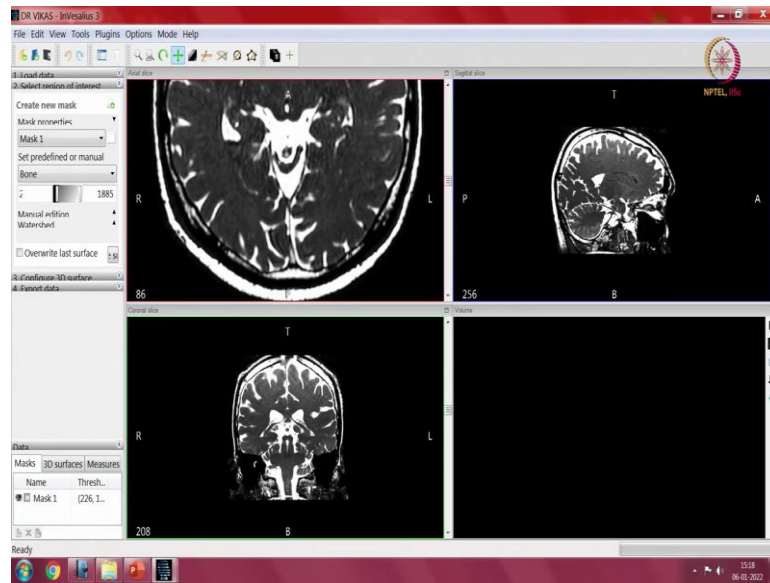 DR VIKAS - InVesalius 3
File Edit View Tools Plugins Options Mode Help
NPTEL, IISc
1. Load data
2. Select region of interest
Create new mask
Mask properties
Mask 1
Set predefined or manual
Bone
1885
Manual edition
Watershed
Overwrite last surface
3. Configure 3D surface
4. Export data
Data
Masks 3D surfaces Measures
Name Thresh..
Mask 1 (226, 1...
Axial slice
A
R
L
86
Sagittal slice
T
P
A
256
B
Coronal slice
T
R
L
208
B
Volume
Ready
15:18
06-01-2022